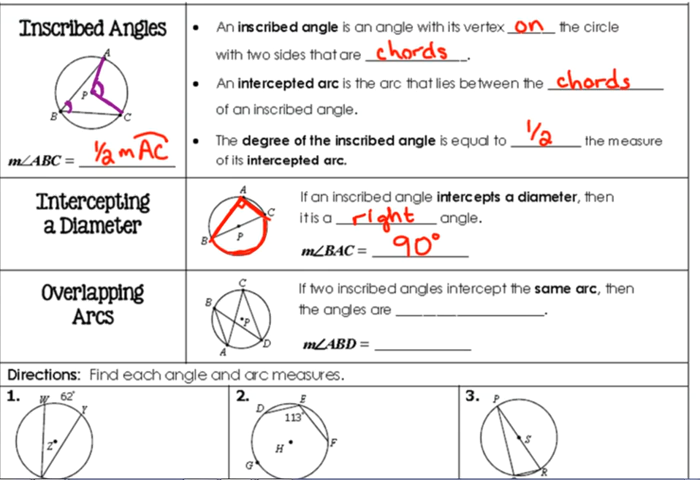 Inscribed Angles
A
P
B
C
m∠ABC = 1/2 mAC
• An inscribed angle is an angle with its vertex on the circle
with two sides that are chords.
• An intercepted arc is the arc that lies between the chords
of an inscribed angle.
• The degree of the inscribed angle is equal to 1/2 the measure
of its intercepted arc.
Intercepting
a Diameter
A
C
B
P
If an inscribed angle intercepts a diameter, then
it is a right angle.
m∠BAC = 90°
Overlapping
Arcs
C
B
P
A
D
If two inscribed angles intercept the same arc, then
the angles are ____________________.
m∠ABD = ____________
Directions: Find each angle and arc measures.
1.
W
62°
Y
Z
2.
D
E
113°
F
H
G
3.
P
S
R